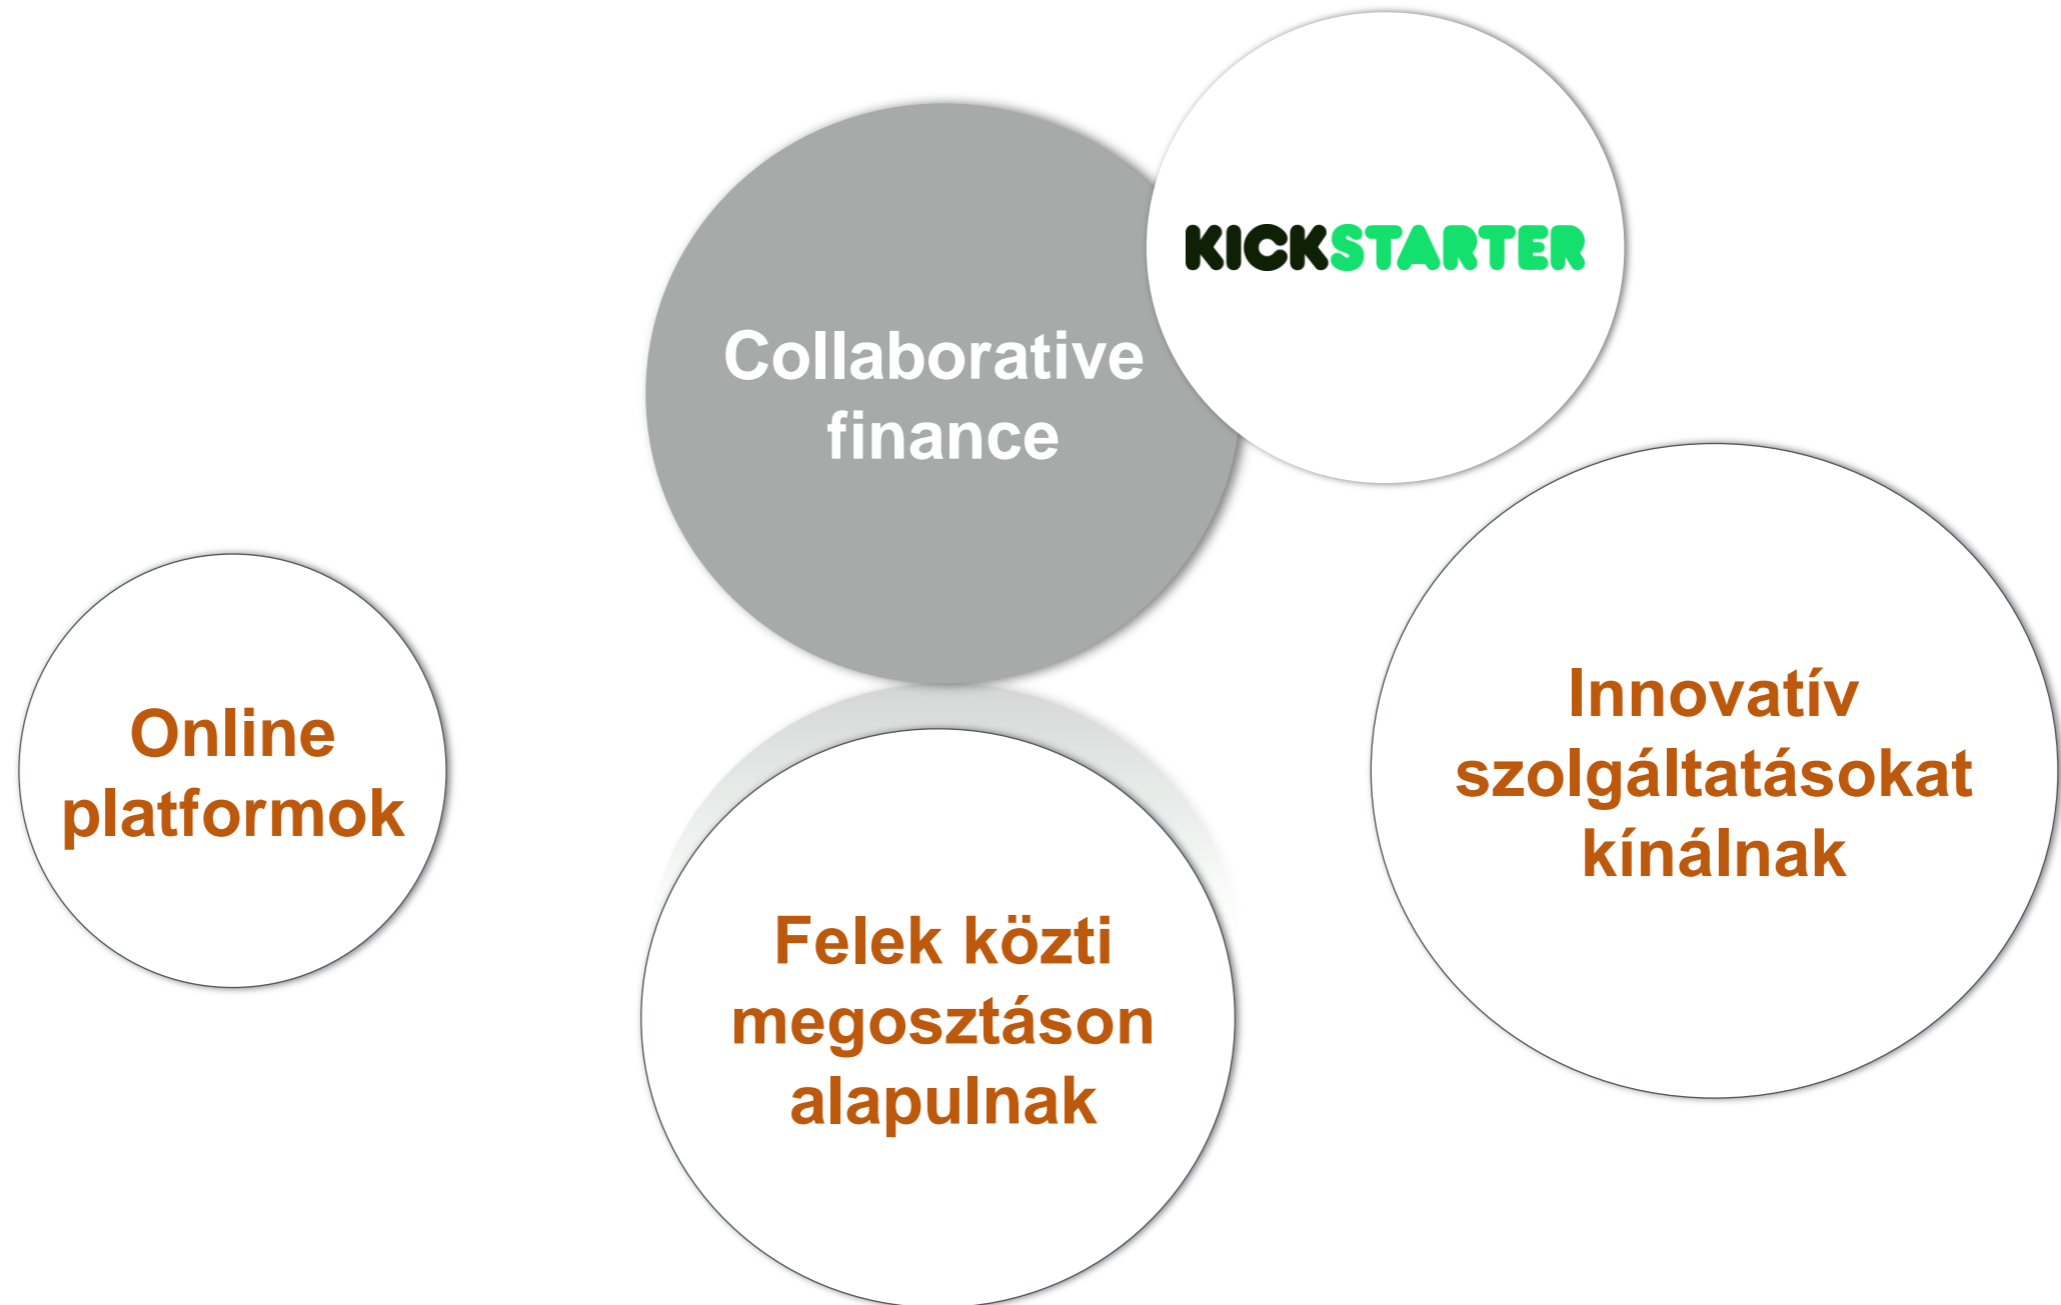 KICKSTARTER
Collaborative
finance
Online
platformok
Felek közti
megosztáson
alapulnak
Innovatív
szolgáltatásokat
kínálnak